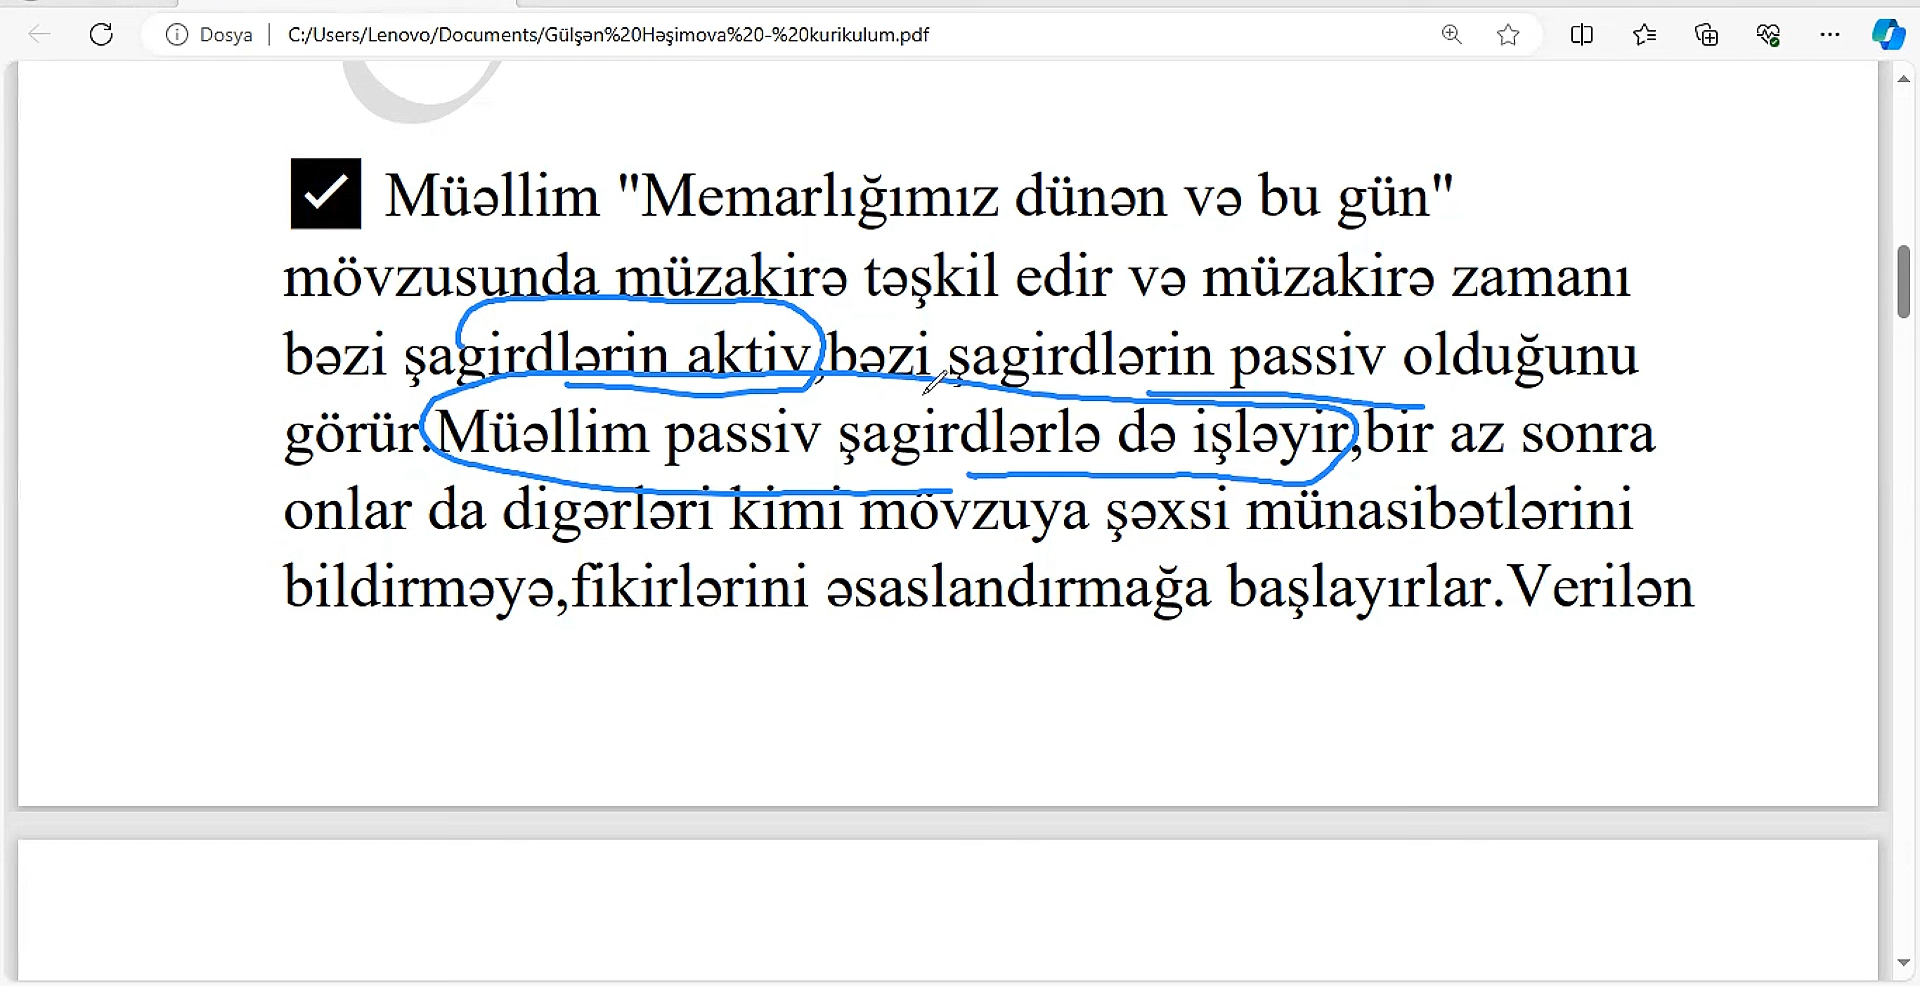 Dosya
C:/Users/Lenovo/Documents/Gülşən%20Həşimova%20-%20kurikulum.pdf
Müəllim "Memarlığımız dünən və bu gün"
mövzusunda müzakirə təşkil edir və müzakirə zamanı
bəzi şagirdlərin aktiv,bəzi şagirdlərin passiv olduğunu
görür.Müəllim passiv şagirdlərlə də işləyir,bir az sonra
onlar da digərləri kimi mövzuya şəxsi münasibətlərini
bildirməyə,fikirlərini əsaslandırmağa başlayırlar.Verilən